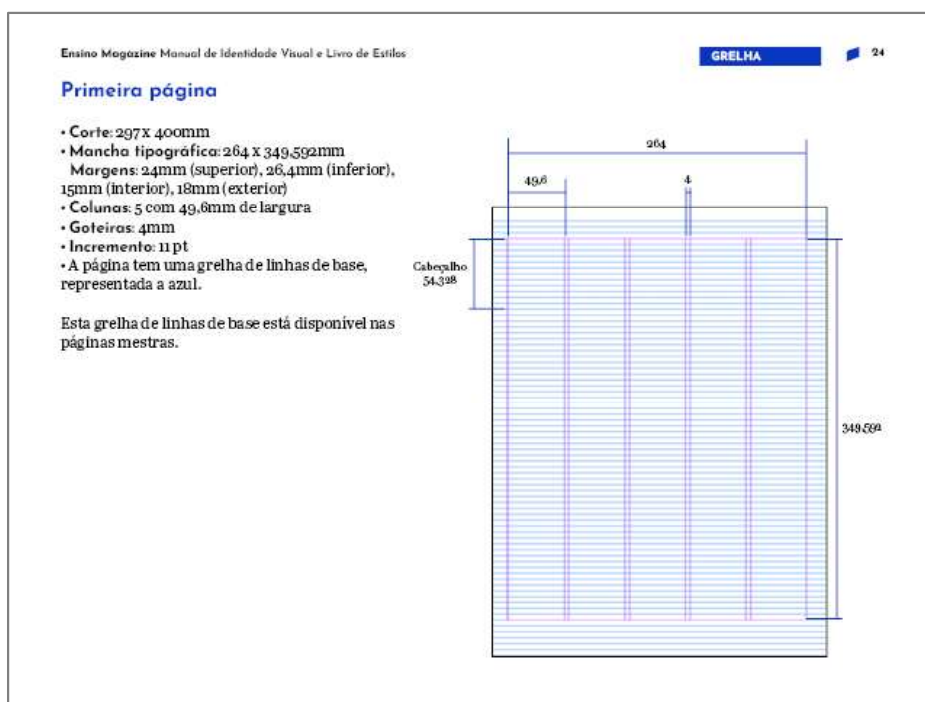 Ensino Magazine Manual de Identidade Visual e Livro de Estilos
GRELHA
24
Primeira página
• Corte: 297 x 400mm
• Mancha tipográfica: 264 x 349,592mm
Margens: 24mm (superior), 26,4mm (inferior),
15mm (interior), 18mm (exterior)
• Colunas: 5 com 49,6mm de largura
• Goteiras: 4mm
• Incremento: 11 pt
• A página tem uma grelha de linhas de base,
representada a azul.
Esta grelha de linhas de base está disponível nas
páginas mestras.
264
49,6
4
Cabeçalho
54,328
349,592